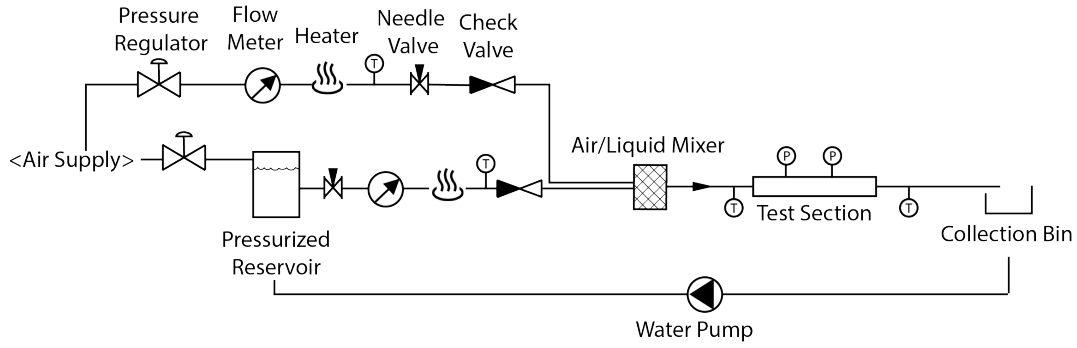 Pressure
Regulator
Flow
Meter
Heater
Needle
Valve
Check
Valve
T
<Air Supply>
T
Air/Liquid Mixer
P
P
T
Test Section
T
Pressurized
Reservoir
Collection Bin
Water Pump